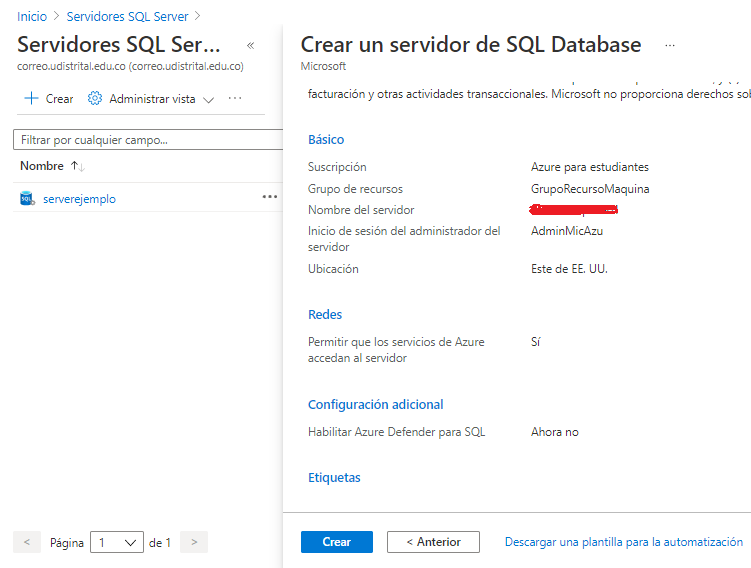 Inicio > Servidores SQL Server >
Servidores SQL Ser... «
correo.udistrital.edu.co (correo.udistrital.edu.co)
+ Crear Administrar vista ...
Filtrar por cualquier campo...
Nombre ↑↓
SQL serverejemplo ...
< Página 1 de 1 >
Crear un servidor de SQL Database ...
Microsoft
facturación y otras actividades transaccionales. Microsoft no proporciona derechos sob
Básico
Suscripción Azure para estudiantes
Grupo de recursos GrupoRecursoMaquina
Nombre del servidor
Inicio de sesión del administrador del AdminMicAzu
servidor
Ubicación Este de EE. UU.
Redes
Permitir que los servicios de Azure Sí
accedan al servidor
Configuración adicional
Habilitar Azure Defender para SQL Ahora no
Etiquetas
Crear < Anterior Descargar una plantilla para la automatización